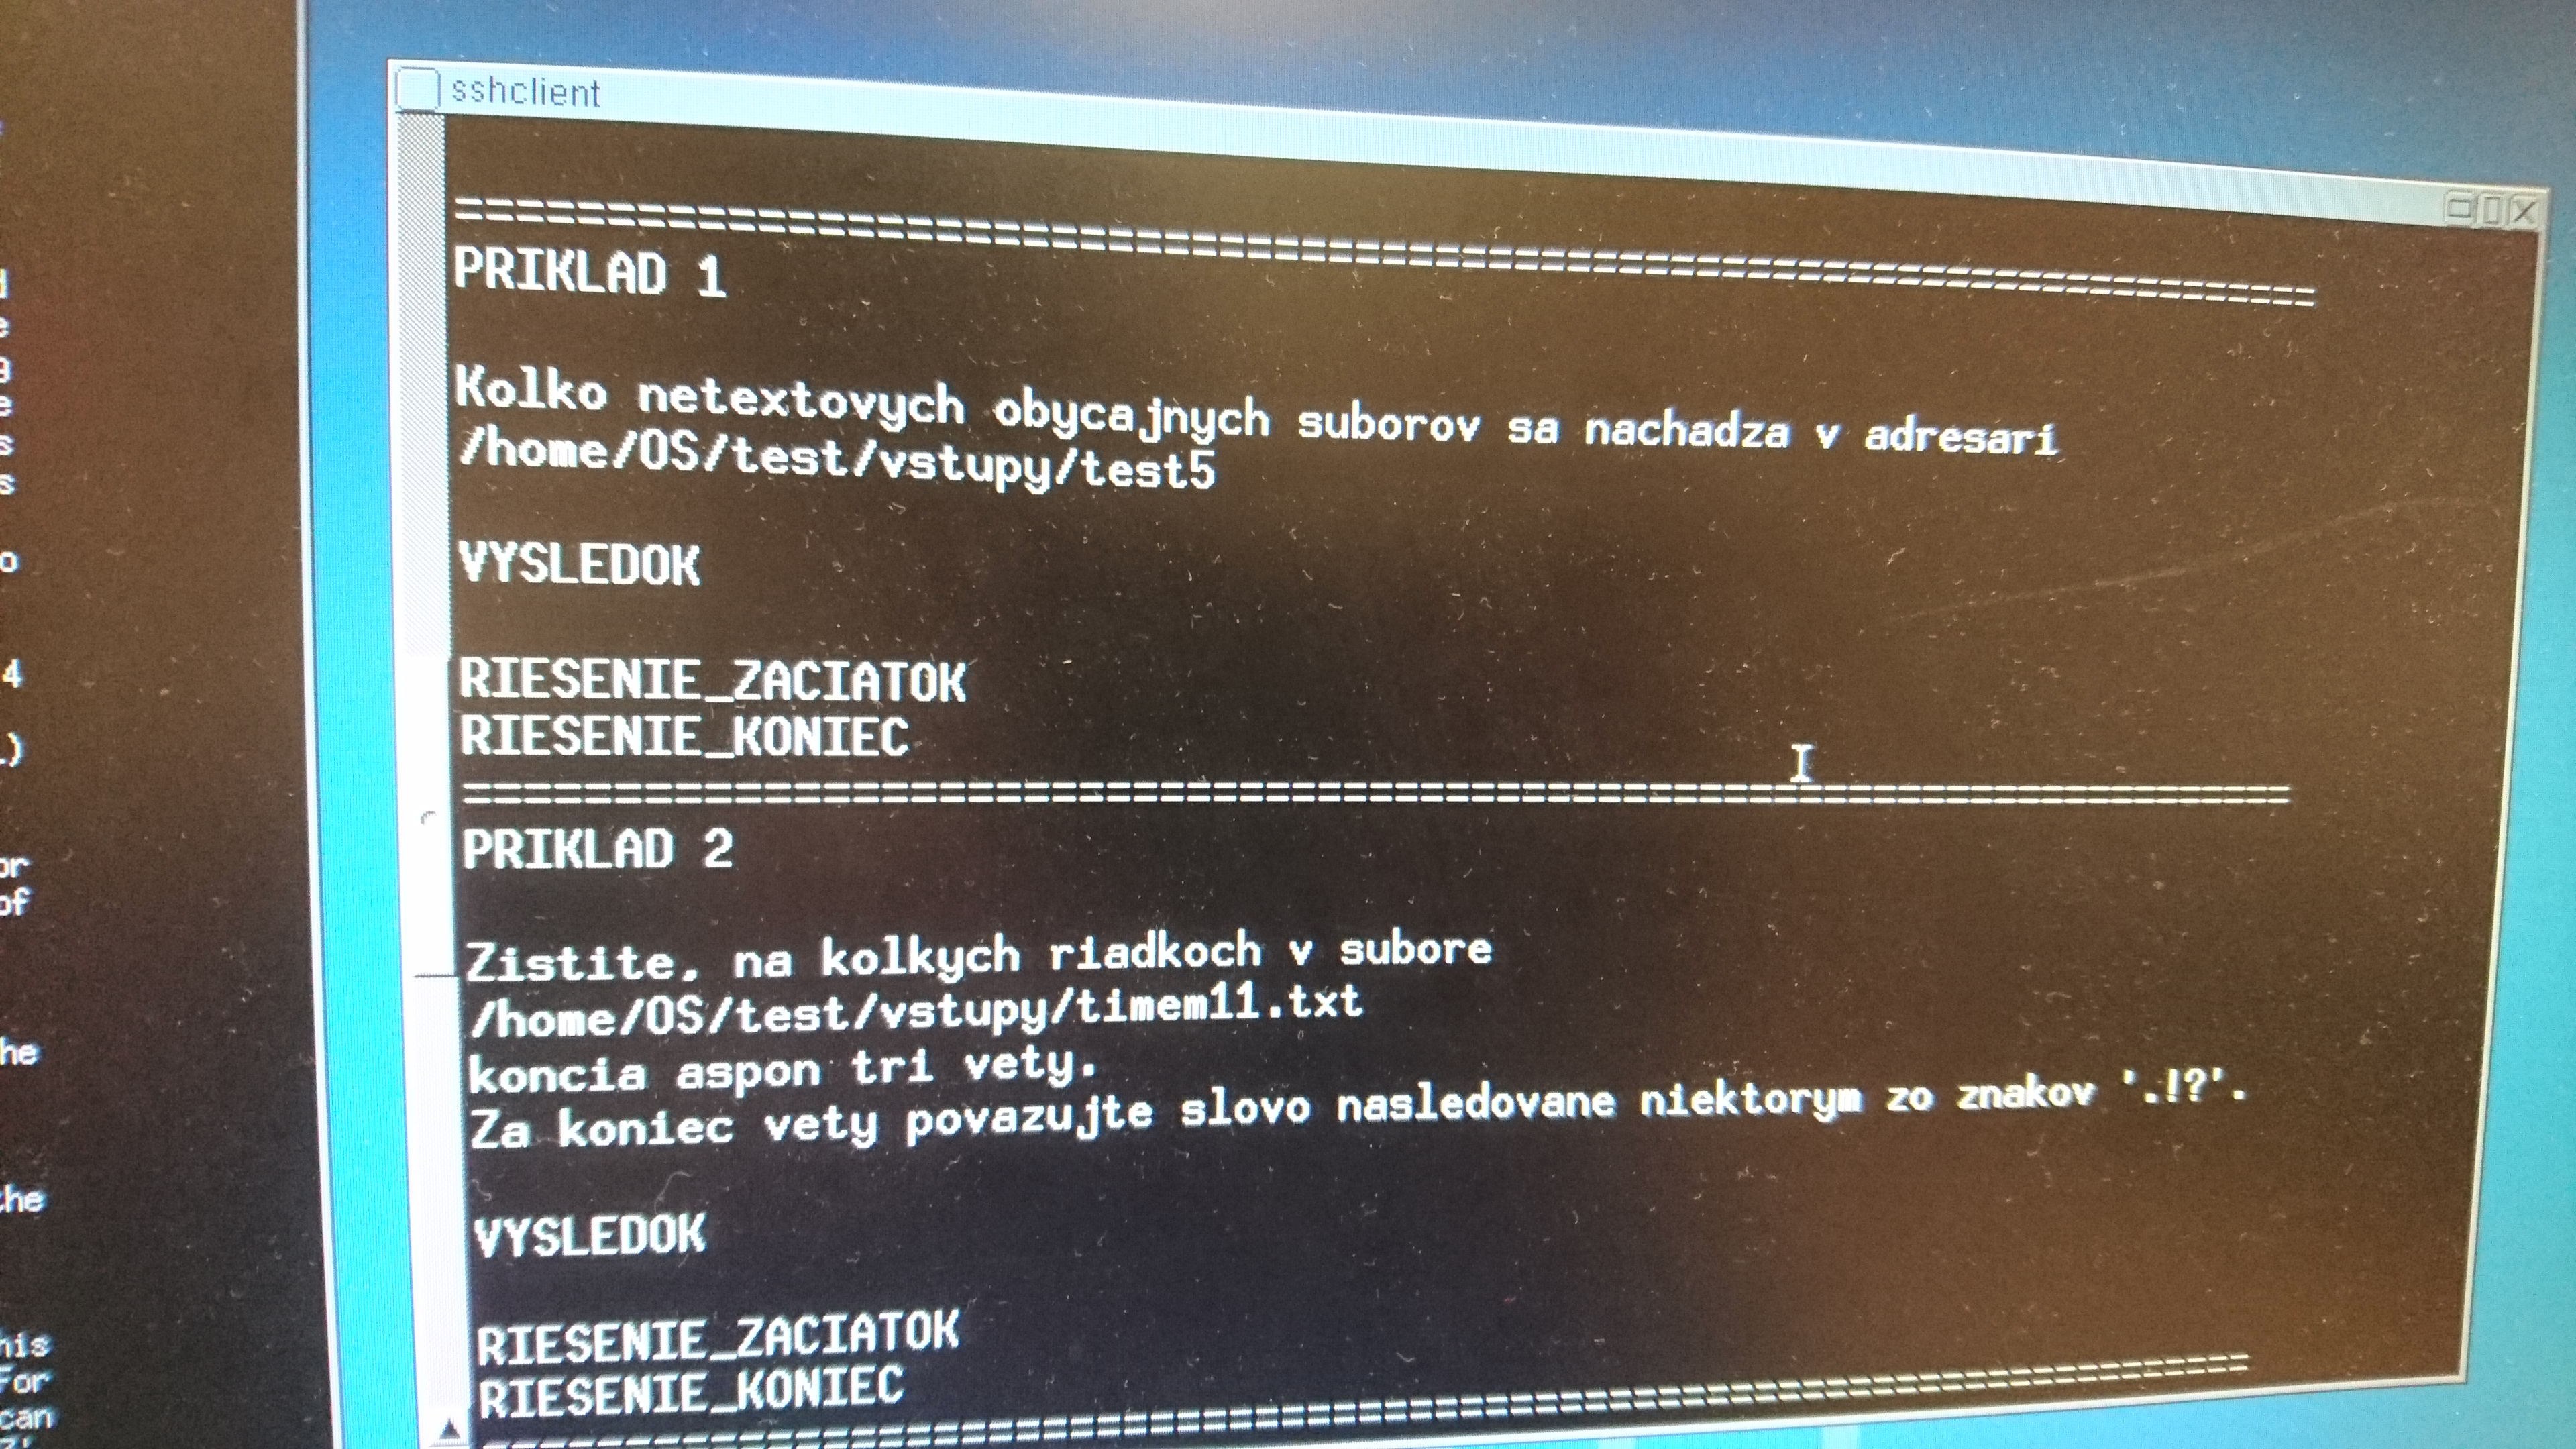 sshclient
================================================================
PRIKLAD 1
Kolko netextovych obycajnych suborov sa nachadza v adresari
/home/OS/test/vstupy/test5
VYSLEDOK
RIESENIE_ZACIATOK
RIESENIE_KONIEC
================================================================
PRIKLAD 2
Zistite, na kolkych riadkoch v subore
/home/OS/test/vstupy/timem11.txt
koncia aspon tri vety.
Za koniec vety povazujte slovo nasledovane niektorym zo znakov '.!?'.
VYSLEDOK
RIESENIE_ZACIATOK
RIESENIE_KONIEC
================================================================
4
of